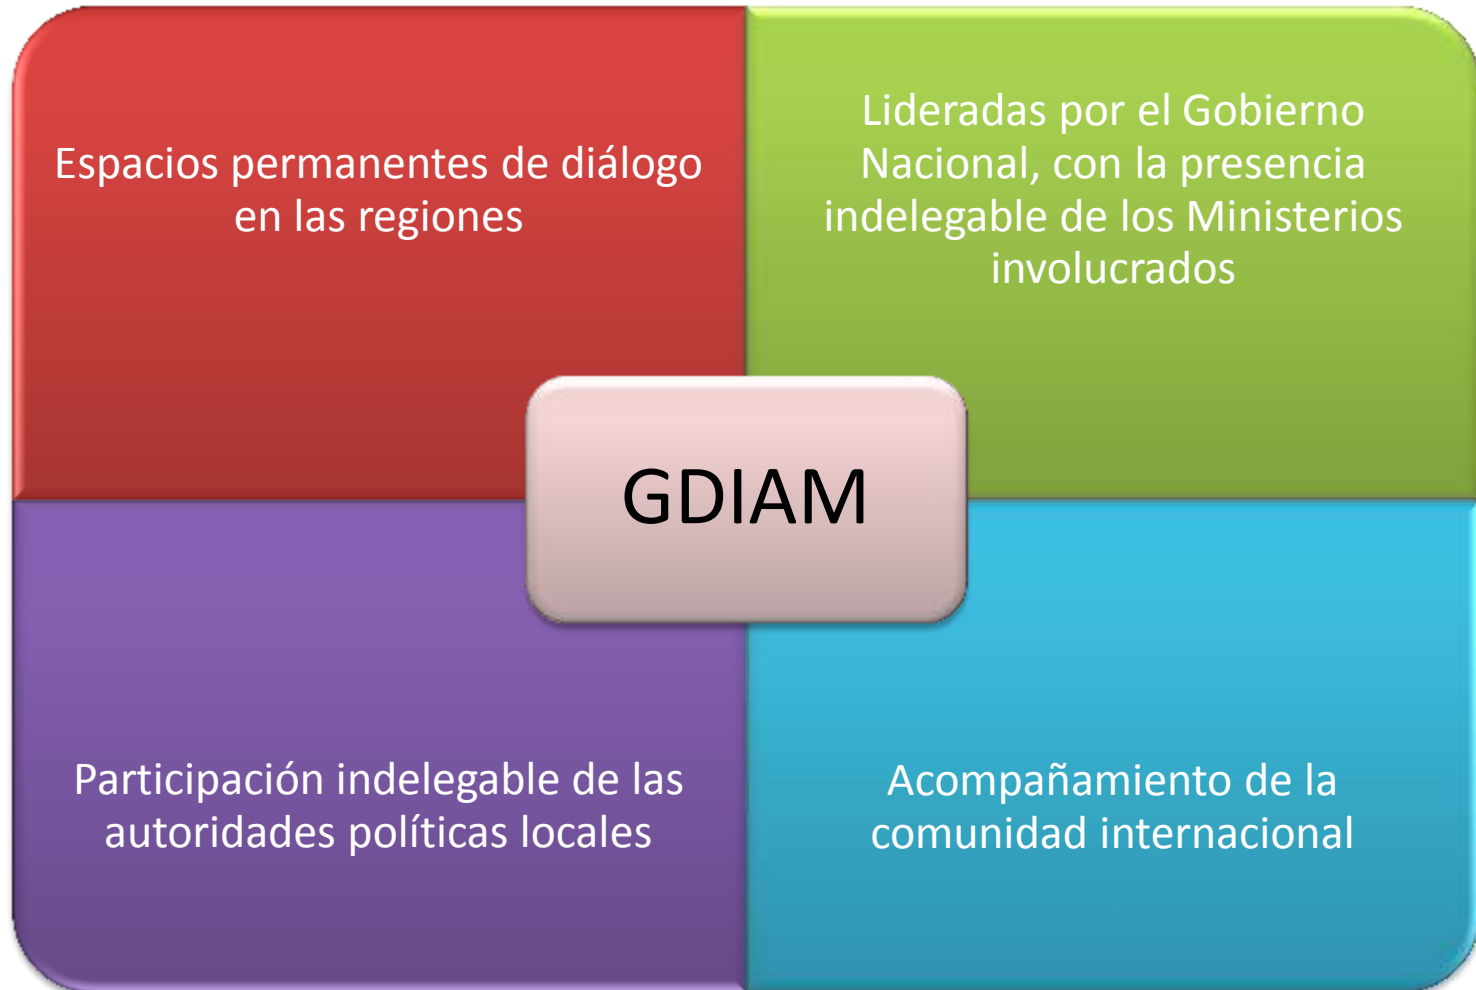 Espacios permanentes de diálogo
en las regiones
Lideradas por el Gobierno
Nacional, con la presencia
indelegable de los Ministerios
involucrados
GDIAM
Participación indelegable de las
autoridades políticas locales
Acompañamiento de la
comunidad internacional